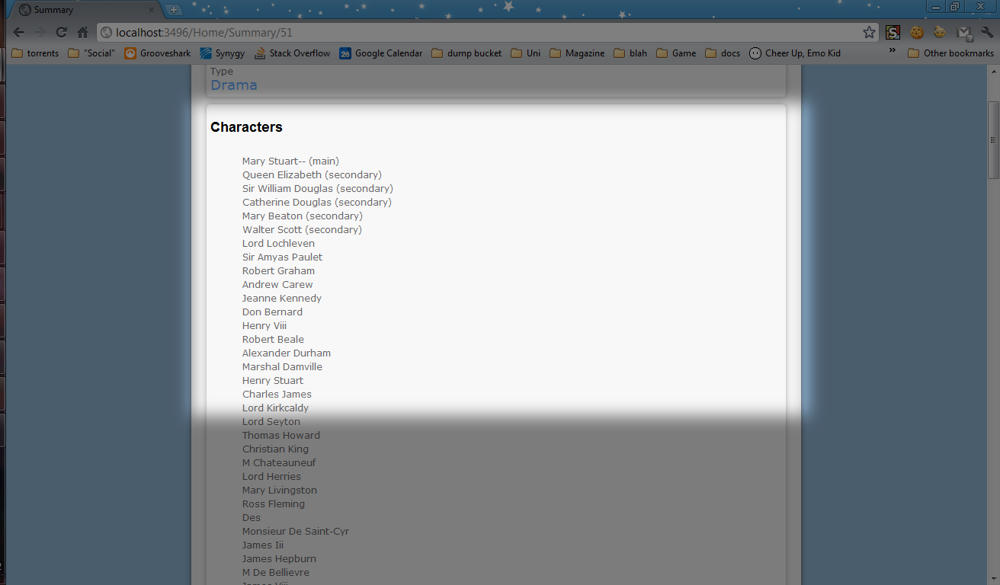 Summary
localhost:3496/Home/Summary/51
torrents "Social" Grooveshark Synygy Stack Overflow 28 Google Calendar dump bucket Uni Magazine blah Game docs Cheer Up, Emo Kid » Other bookmarks
Type
Drama
Characters
Mary Stuart-- (main)
Queen Elizabeth (secondary)
Sir William Douglas (secondary)
Catherine Douglas (secondary)
Mary Beaton (secondary)
Walter Scott (secondary)
Lord Lochleven
Sir Amyas Paulet
Robert Graham
Andrew Carew
Jeanne Kennedy
Don Bernard
Henry Viii
Robert Beale
Alexander Durham
Marshal Damville
Henry Stuart
Charles James
Lord Kirkcaldy
Lord Seyton
Thomas Howard
Christian King
M Chateauneuf
Lord Herries
Mary Livingston
Ross Fleming
Des
Monsieur De Saint-Cyr
James Iii
James Hepburn
M De Bellievre